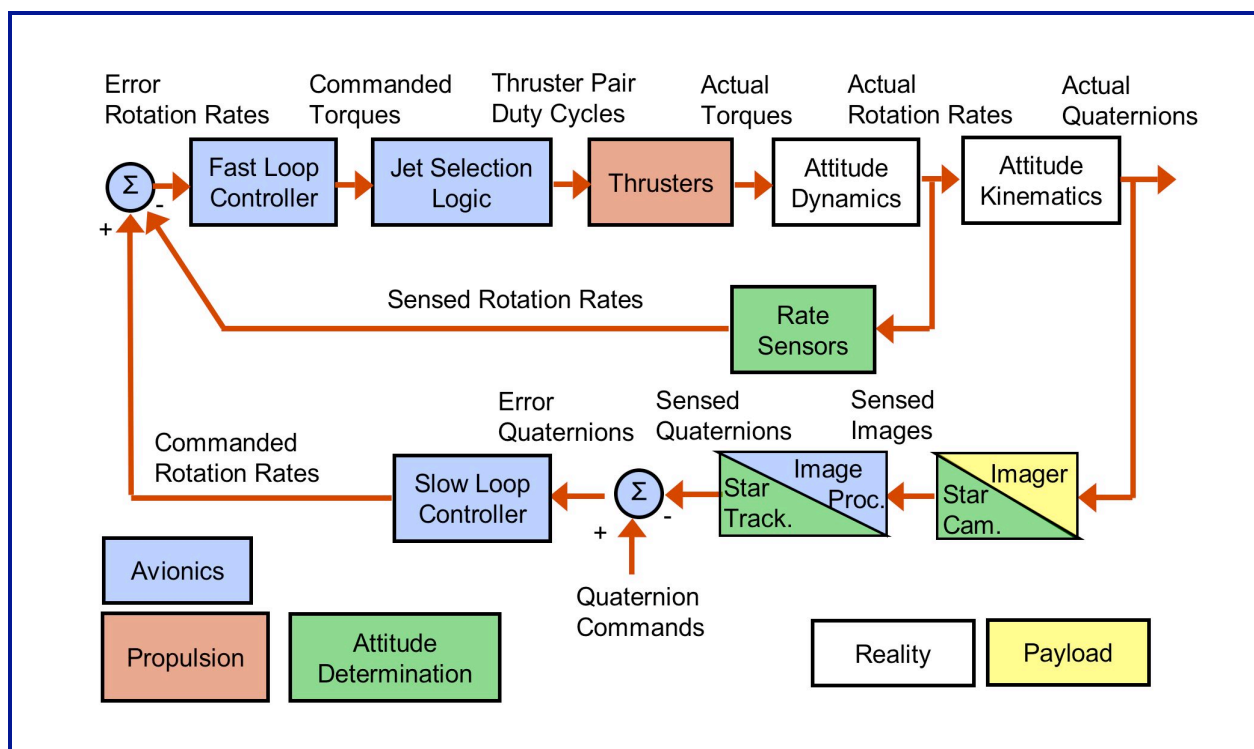 Error
Rotation Rates
Commanded
Torques
Thruster Pair
Duty Cycles
Actual
Torques
Actual
Rotation Rates
Actual
Quaternions
Σ
-
+
Fast Loop
Controller
Jet Selection
Logic
Thrusters
Attitude
Dynamics
Attitude
Kinematics
Sensed Rotation Rates
Rate
Sensors
Commanded
Rotation Rates
Error
Quaternions
Sensed
Quaternions
Sensed
Images
Slow Loop
Controller
Σ
-
+
Image
Proc.
Star
Track.
Imager
Star
Cam.
Quaternion
Commands
Avionics
Propulsion
Attitude
Determination
Reality
Payload